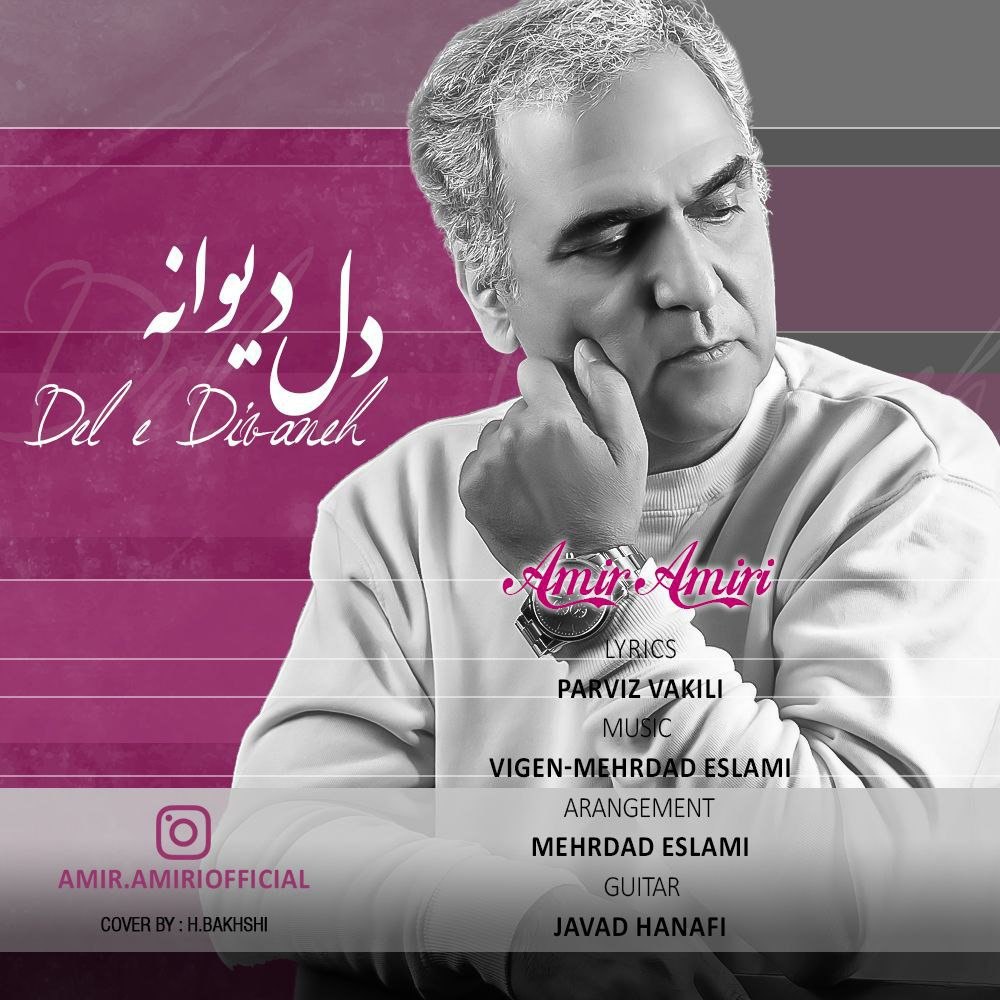 دل دیوانه
Del e Divaneh
Amir Amiri
LYRICS
PARVIZ VAKILI
MUSIC
VIGEN-MEHRDAD ESLAMI
ARANGEMENT
MEHRDAD ESLAMI
GUITAR
JAVAD HANAFI
AMIR.AMIRIOFFICIAL
COVER BY : H.BAKHSHI